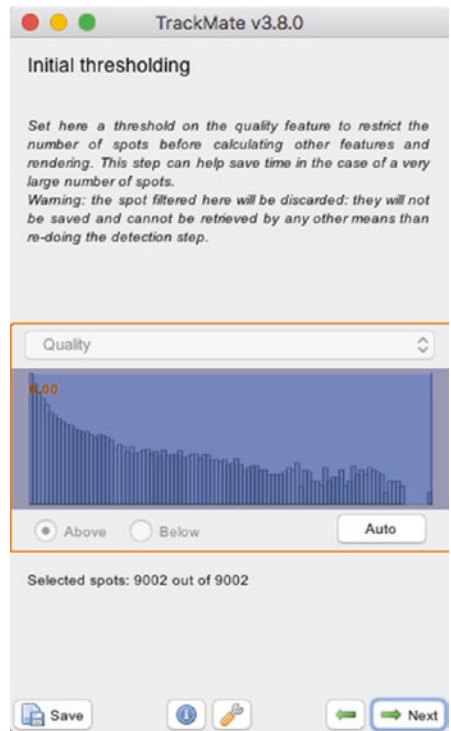 TrackMate v3.8.0
Initial thresholding
Set here a threshold on the quality feature to restrict the
number of spots before calculating other features and
rendering. This step can help save time in the case of a very
large number of spots.
Warning: the spot filtered here will be discarded: they will not
be saved and cannot be retrieved by any other means than
re-doing the detection step.
Quality
0.00
Above
Below
Auto
Selected spots: 9002 out of 9002
Save
Next